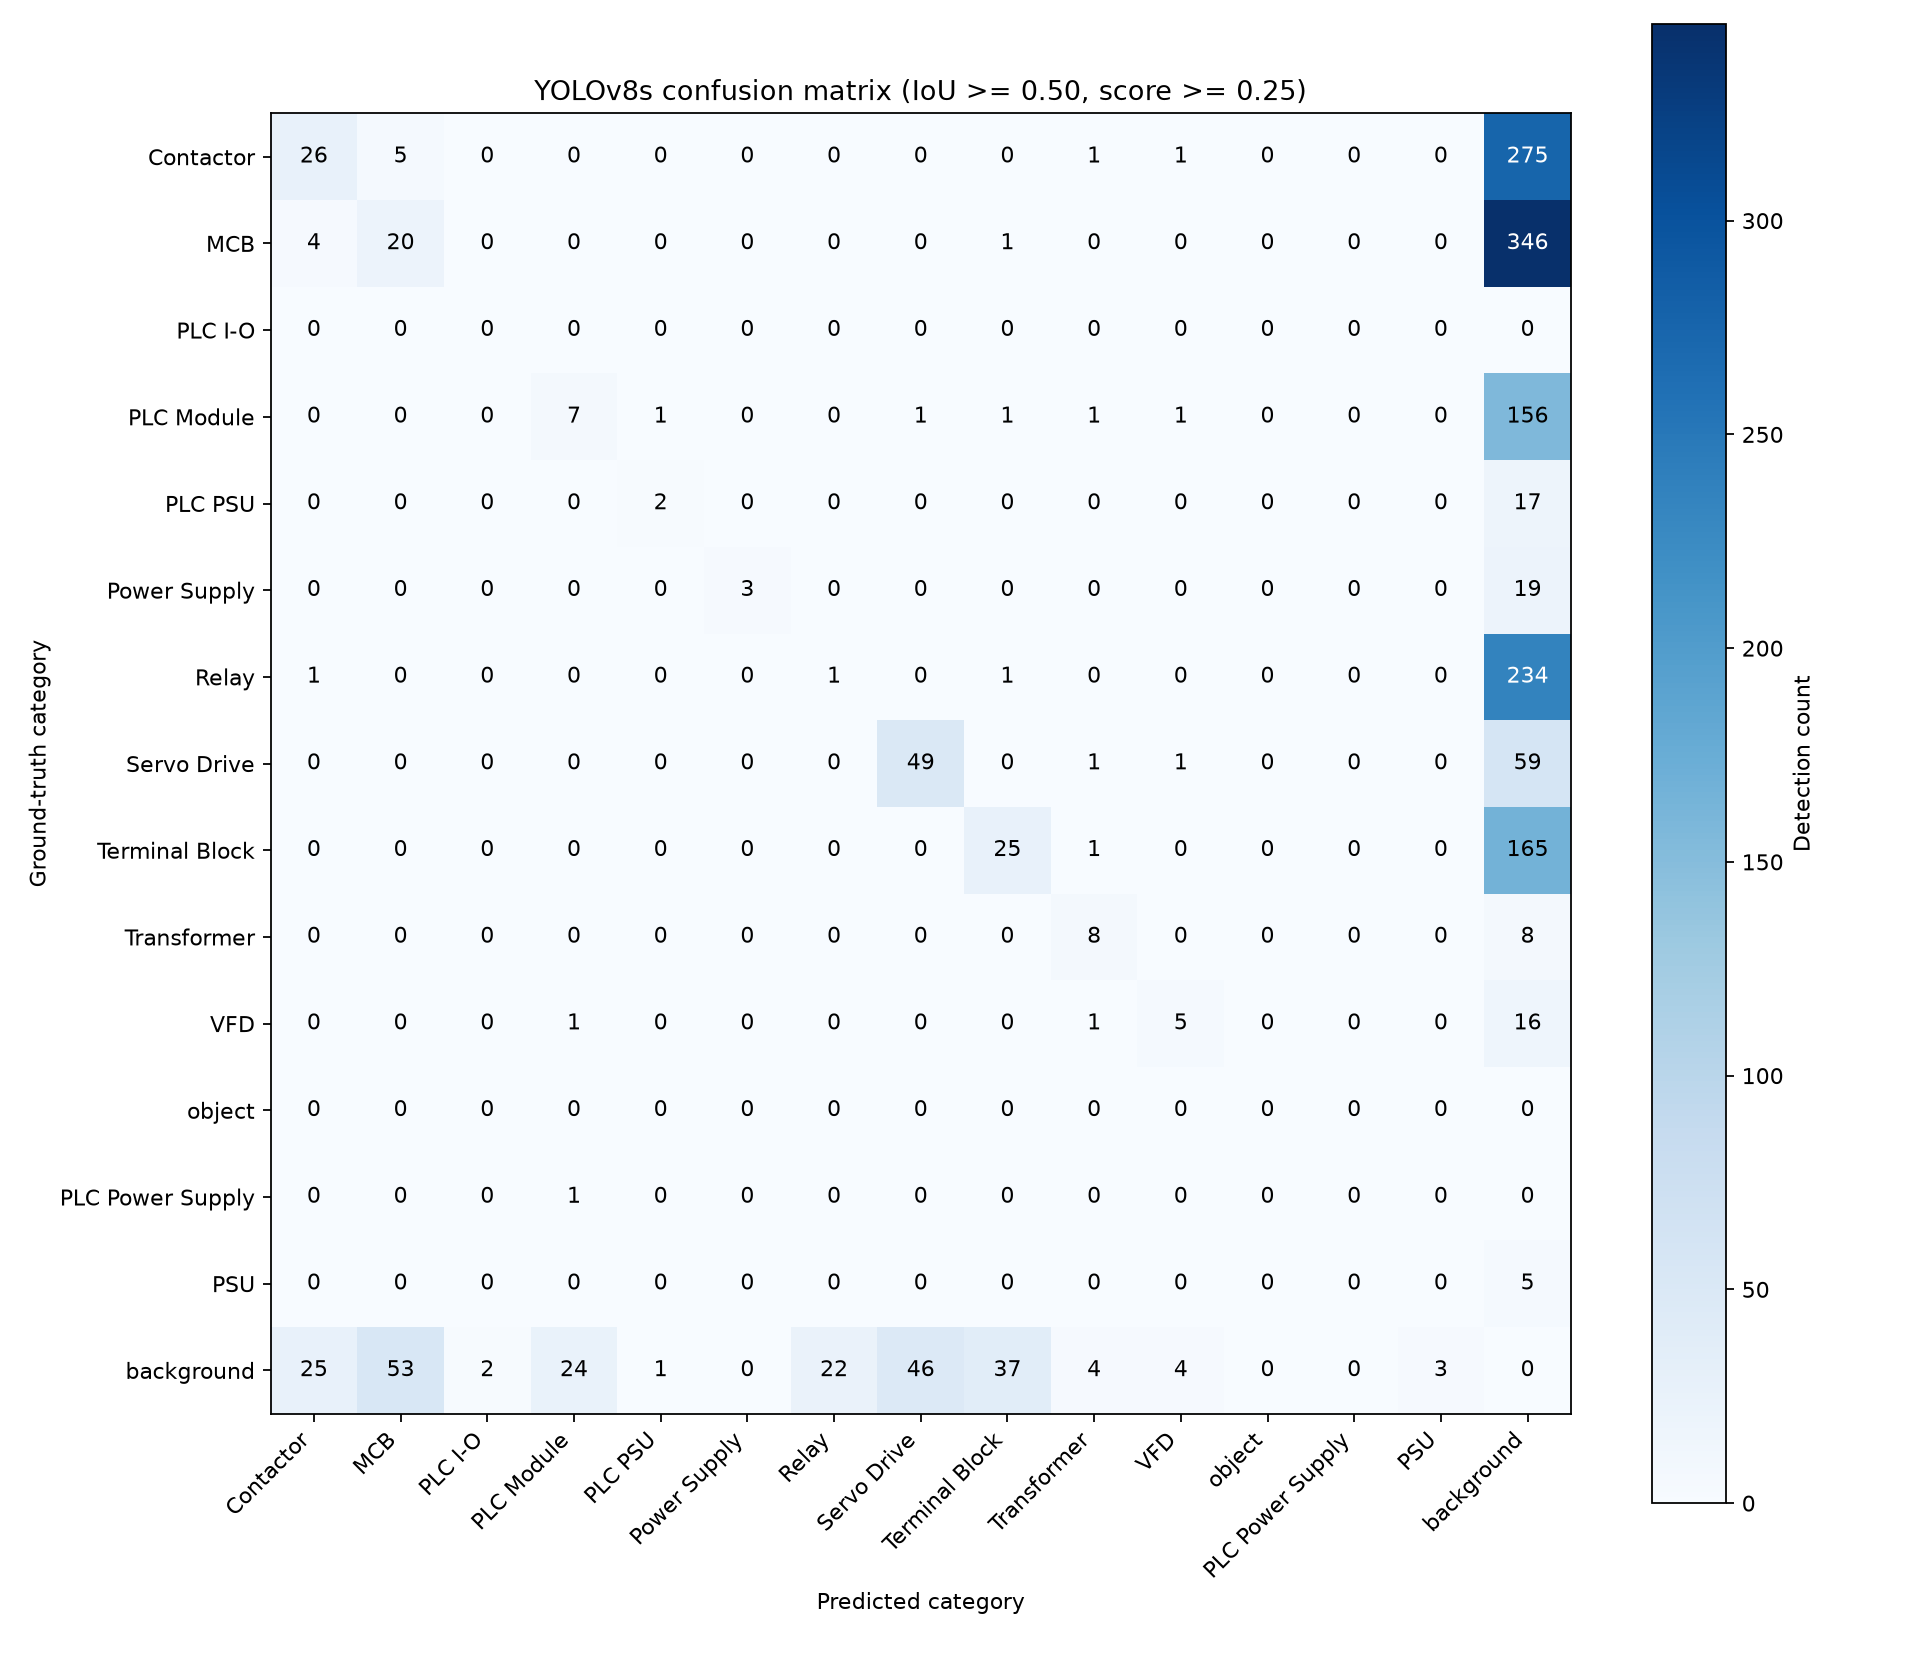 YOLOv8s confusion matrix (IoU >= 0.50, score >= 0.25)
Contactor 26 5 0 0 0 0 0 0 0 1 1 0 0 0 275
MCB 4 20 0 0 0 0 0 0 1 0 0 0 0 0 346
PLC I-O 0 0 0 0 0 0 0 0 0 0 0 0 0 0 0
PLC Module 0 0 0 7 1 0 0 1 1 1 1 0 0 0 156
PLC PSU 0 0 0 0 2 0 0 0 0 0 0 0 0 0 17
Power Supply 0 0 0 0 0 3 0 0 0 0 0 0 0 0 19
Relay 1 0 0 0 0 0 1 0 1 0 0 0 0 0 234
Servo Drive 0 0 0 0 0 0 0 49 0 1 1 0 0 0 59
Terminal Block 0 0 0 0 0 0 0 0 25 1 0 0 0 0 165
Transformer 0 0 0 0 0 0 0 0 0 8 0 0 0 0 8
VFD 0 0 0 1 0 0 0 0 0 1 5 0 0 0 16
object 0 0 0 0 0 0 0 0 0 0 0 0 0 0 0
PLC Power Supply 0 0 0 1 0 0 0 0 0 0 0 0 0 0 0
PSU 0 0 0 0 0 0 0 0 0 0 0 0 0 0 5
background 25 53 2 24 1 0 22 46 37 4 4 0 0 3 0
Contactor MCB PLC I-O PLC Module PLC PSU Power Supply Relay Servo Drive Terminal Block Transformer VFD object PLC Power Supply PSU background
Predicted category
Ground-truth category
300
250
200
150
100
50
0
Detection count